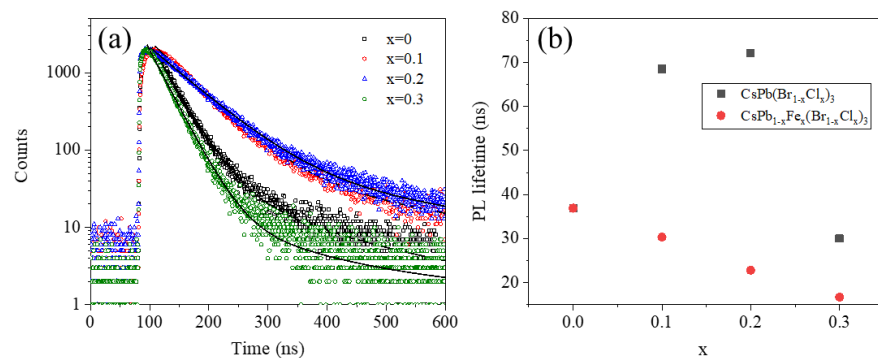 (a)
x=0
x=0.1
x=0.2
x=0.3
Counts
1000
100
10
1
0 100 200 300 400 500 600
Time (ns)
(b)
CsPb(Br1-xClx)3
CsPb1-xFex(Br1-xClx)3
PL lifetime (ns)
80
70
60
50
40
30
20
0.0 0.1 0.2 0.3
x